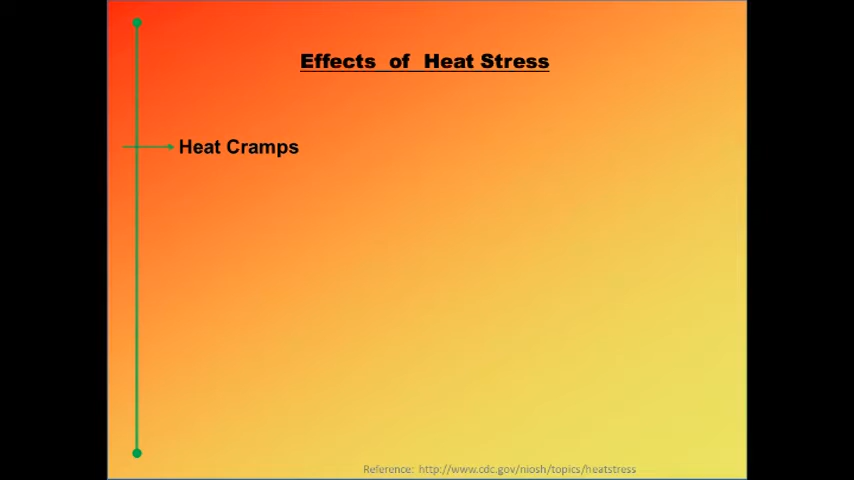 Effects of Heat Stress
Heat Cramps
Reference: http://www.cdc.gov/niosh/topics/heatstress